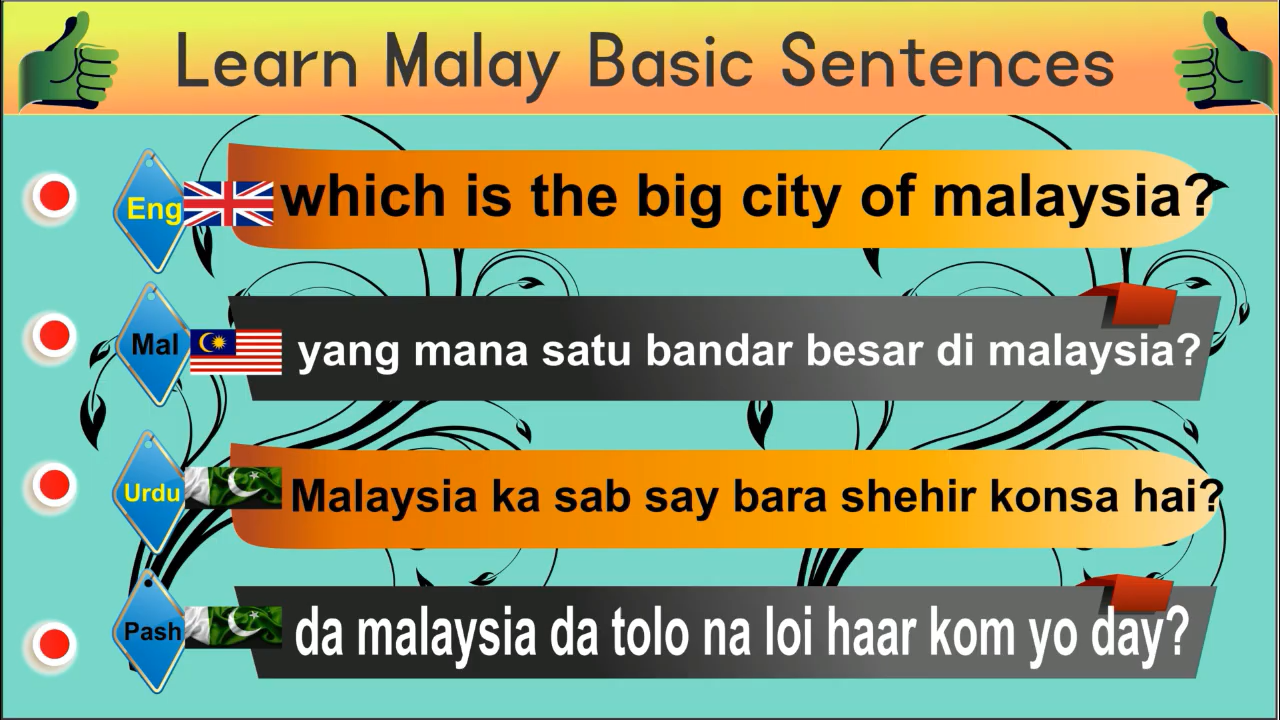 Learn Malay Basic Sentences
Eng which is the big city of malaysia?
Mal yang mana satu bandar besar di malaysia?
Urdu Malaysia ka sab say bara shehir konsa hai?
Pash da malaysia da tolo na loi haar kom yo day?